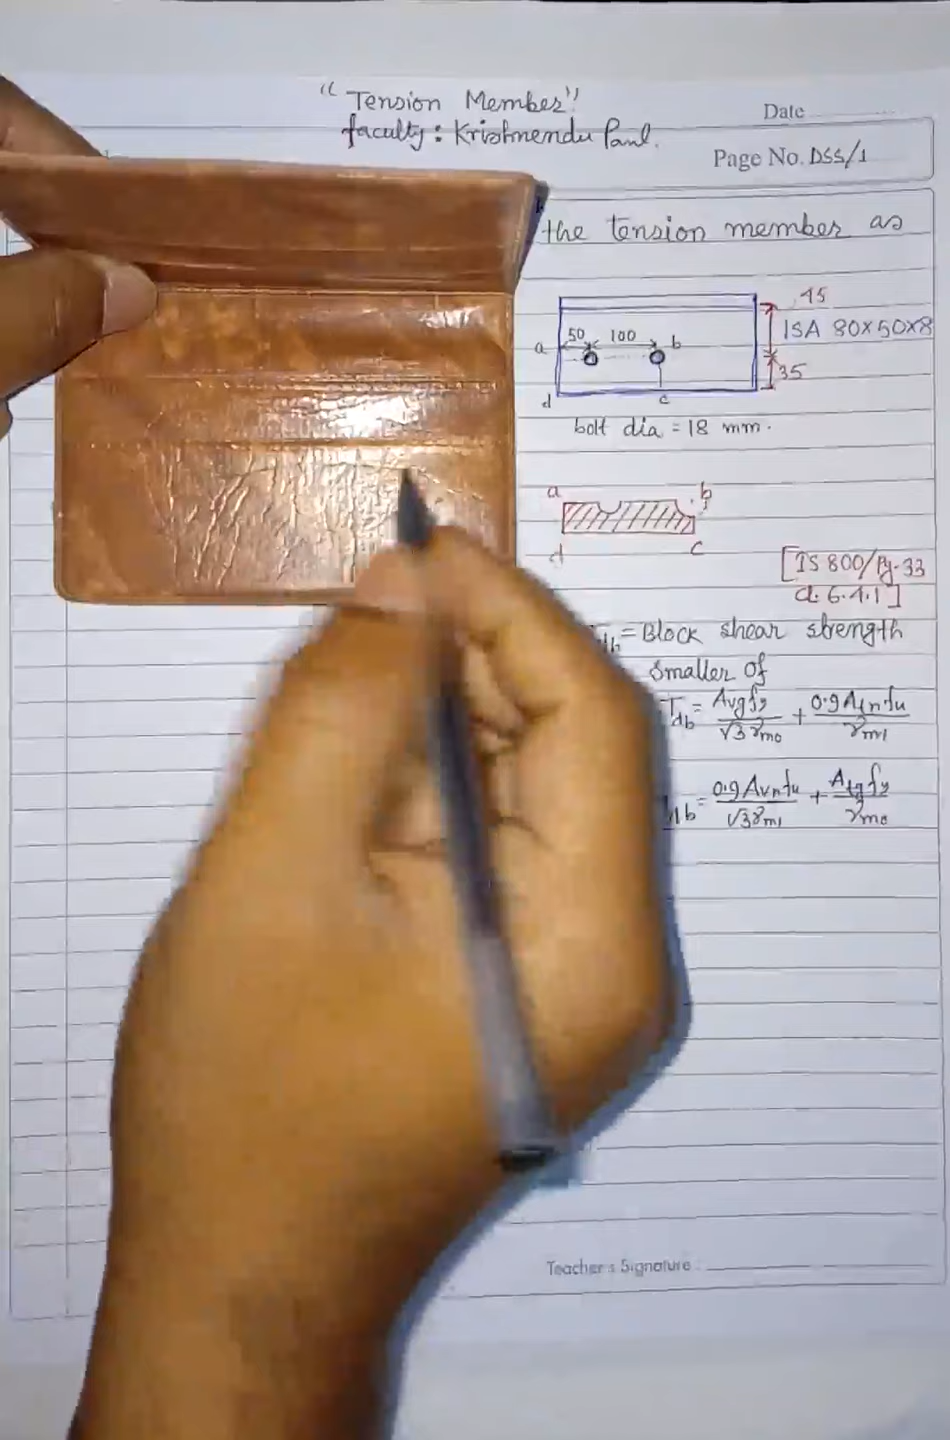 "Tension Member"
Date
faculty: Krishnendu Paul.
Page No. DSS/1
the tension member as
45
50 100
a b
ISA 80X50X8
35
d c
bolt dia = 18 mm.
a b
d c
[IS 800/Pg-33
cl. 6.4.1]
= Block shear strength
smaller of
Tdb = Avg fy / √3 γm0 + 0.9 Atn fu / γm1
db = 0.9 Avn fu / √3 γm1 + Atg fy / γm0
Teacher's Signature